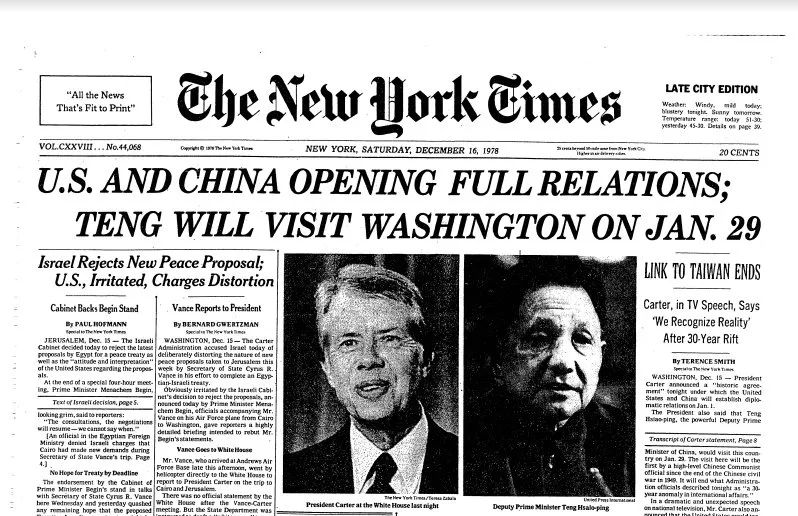 "All the News
That's Fit to Print"
The New York Times
LATE CITY EDITION
Weather: Windy, mild today;
blustery tonight. Sunny tomorrow.
Temperature range: today 51-30;
yesterday 45-30. Details on page 39.
VOL.CXXVIII . . . No.44,068
Copyright © 1978 The New York Times
NEW YORK, SATURDAY, DECEMBER 16, 1978
20 CENTS
U.S. AND CHINA OPENING FULL RELATIONS;
TENG WILL VISIT WASHINGTON ON JAN. 29
Israel Rejects New Peace Proposal;
U.S., Irritated, Charges Distortion
Cabinet Backs Begin Stand
By PAUL HOFMANN
Special to The New York Times
JERUSALEM, Dec. 15 — The Israeli
Cabinet decided today to reject the latest
proposals by Egypt for a peace treaty as
well as the "attitude and interpretation"
of the United States regarding the propos-
als.
At the end of a special four-hour meet-
ing, Prime Minister Menachem Begin,
Text of Israeli decision, page 5.
looking grim, said to reporters:
"The consultations, the negotiations
will resume — we cannot say when."
[An official in the Egyptian Foreign
Ministry denied Israeli charges that
Cairo had made new demands during
Secretary of State Vance's trip. Page
4.]
No Hope for Treaty by Deadline
The endorsement by the Cabinet of
Prime Minister Begin's stand in talks
with Secretary of State Cyrus R. Vance
here Wednesday and yesterday quashed
any remaining hope that the proposed
Vance Reports to President
By BERNARD GWERTZMAN
Special to The New York Times
WASHINGTON, Dec. 15 — The Carter
Administration accused Israel today of
deliberately distorting the nature of new
peace proposals taken to Jerusalem this
week by Secretary of State Cyrus R.
Vance in his effort to complete an Egyp-
tian-Israeli treaty.
Obviously irritated by the Israeli Cabi-
net's decision to reject the proposals, an-
nounced today by Prime Minister Mena-
chem Begin, officials accompanying Mr.
Vance on his Air Force plane from Cairo
to Washington, gave reporters a highly
detailed briefing intended to rebut Mr.
Begin's statements.
Vance Goes to White House
Mr. Vance, who arrived at Andrews Air
Force Base late this afternoon, went by
helicopter directly to the White House to
report to President Carter on the trip to
Cairo and Jerusalem.
There was no official statement by the
White House after the Vance-Carter
meeting. But the State Department was
The New York Times/Teresa Zabala
President Carter at the White House last night
United Press International
Deputy Prime Minister Teng Hsiao-ping
LINK TO TAIWAN ENDS
Carter, in TV Speech, Says
'We Recognize Reality'
After 30-Year Rift
By TERENCE SMITH
Special to The New York Times
WASHINGTON, Dec. 15 — President
Carter announced a "historic agree-
ment" tonight under which the United
States and China will establish diplo-
matic relations on Jan. 1.
The President also said that Teng
Hsiao-ping, the powerful Deputy Prime
Transcript of Carter statement, Page 8
Minister of China, would visit this coun-
try on Jan. 29. The visit here will be the
first by a high-level Chinese Communist
official since the end of the Chinese civil
war in 1949. It will end what Administra-
tion officials described tonight as "a 30-
year anomaly in international affairs."
In a dramatic and unexpected speech
on national television, Mr. Carter also an-